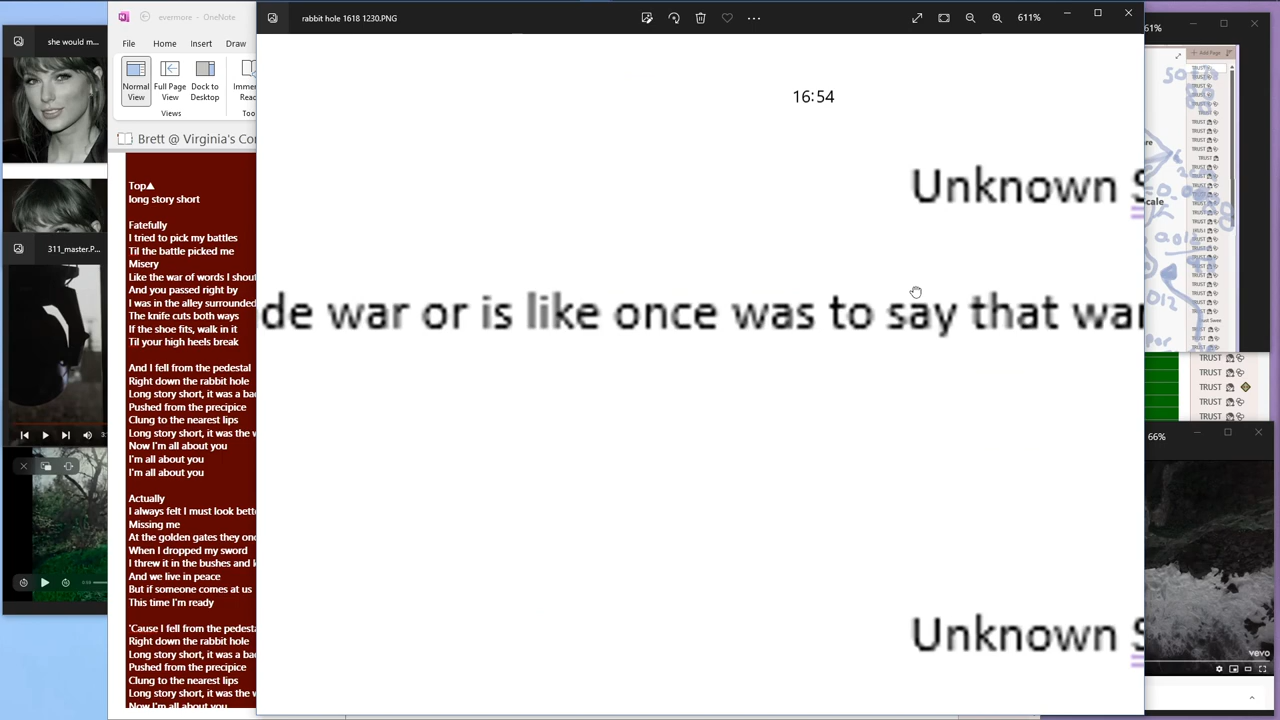 she would m...
311_master.P...
evermore - OneNote
File Home Insert Draw
Normal View
Full Page View
Dock to Desktop
Views
Brett @ Virginia's Co
Top▲
long story short
Fatefully
I tried to pick my battles
Til the battle picked me
Misery
Like the war of words I shou
And you passed right by
I was in the alley surrounded
The knife cuts both ways
If the shoe fits, walk in it
Til your high heels break
And I fell from the pedestal
Right down the rabbit hole
Long story short, it was a ba
Pushed from the precipice
Clung to the nearest lips
Long story short, it was the w
Now I'm all about you
I'm all about you
I'm all about you
Actually
I always felt I must look bett
Missing me
At the golden gates they on
When I dropped my sword
I threw it in the bushes and
And we live in peace
But if someone comes at us
This time I'm ready
'Cause I fell from the pedesta
Right down the rabbit hole
Long story short, it was a ba
Pushed from the precipice
Clung to the nearest lips
Long story short, it was the w
Now I'm all about you
rabbit hole 1618 1230.PNG
611%
16:54
Unknown S
de war or is like once was to say that war
Unknown S
61%
Add Page
TRUST
TRUST
TRUST
TRUST
TRUST
66%
vevo